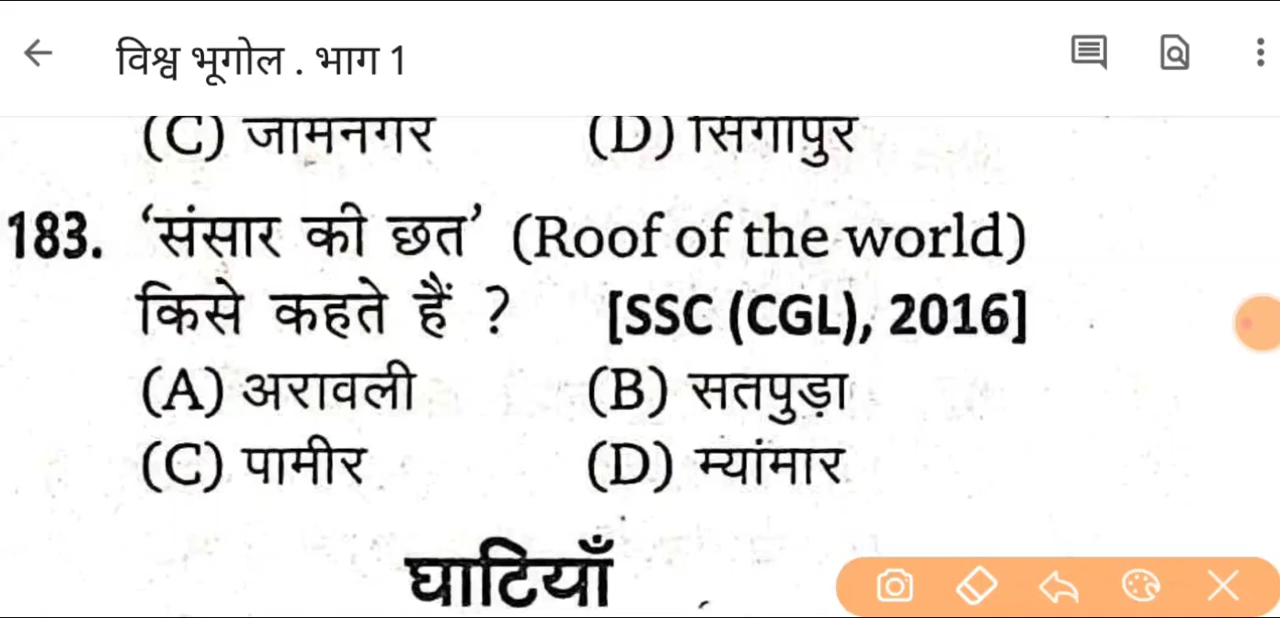 विश्व भूगोल . भाग 1
(C) जामनगर (D) सिंगापुर
183. ‘संसार की छत’ (Roof of the world)
किसे कहते हैं ? [SSC (CGL), 2016]
(A) अरावली (B) सतपुड़ा
(C) पामीर (D) म्यांमार
घाटियाँ